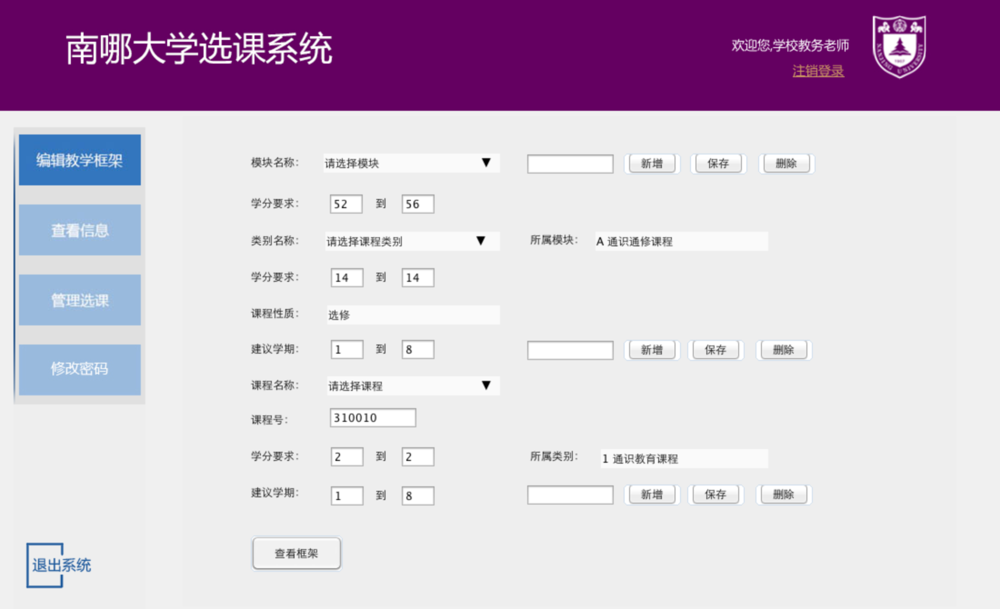 南哪大学选课系统
欢迎您,学校教务老师
注销登录
NANJING UNIVERSITY
1902
编辑教学框架
查看信息
管理选课
修改密码
退出系统
模块名称: 请选择模块 ▼ 新增 保存 删除
学分要求: 52 到 56
类别名称: 请选择课程类别 ▼ 所属模块: A 通识通修课程
学分要求: 14 到 14
课程性质: 选修
建议学期: 1 到 8 新增 保存 删除
课程名称: 请选择课程 ▼
课程号: 310010
学分要求: 2 到 2 所属类别: 1 通识教育课程
建议学期: 1 到 8 新增 保存 删除
查看框架